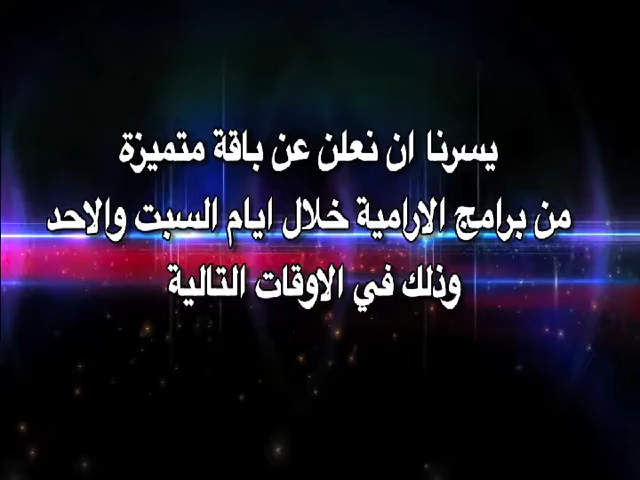 يسرنا ان نعلن عن باقة متميزة
من برامج الارامية خلال ايام السبت والاحد
وذلك في الاوقات التالية